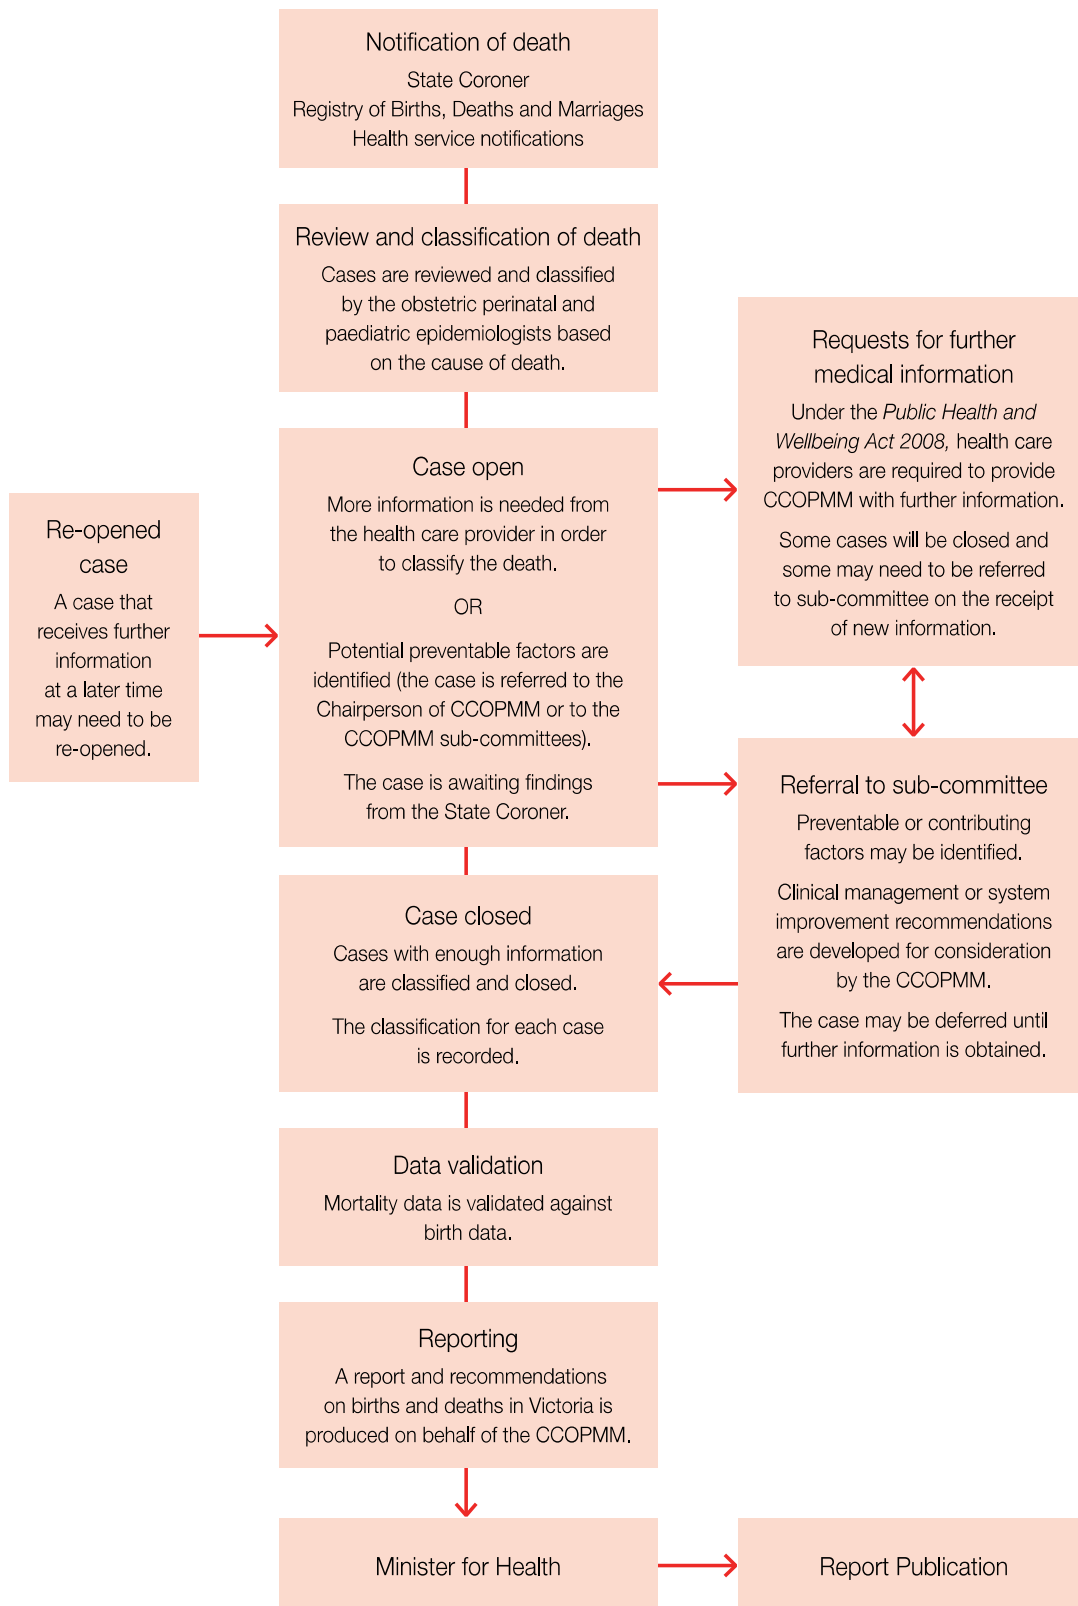 Notification of death
State Coroner
Registry of Births, Deaths and Marriages
Health service notifications
Review and classification of death
Cases are reviewed and classified
by the obstetric perinatal and
paediatric epidemiologists based
on the cause of death.
Requests for further
medical information
Under the Public Health and
Wellbeing Act 2008, health care
providers are required to provide
CCOPMM with further information.
Some cases will be closed and
some may need to be referred
to sub-committee on the receipt
of new information.
Case open
More information is needed from
the health care provider in order
to classify the death.
OR
Potential preventable factors are
identified (the case is referred to the
Chairperson of CCOPMM or to the
CCOPMM sub-committees).
The case is awaiting findings
from the State Coroner.
Re-opened
case
A case that
receives further
information
at a later time
may need to be
re-opened.
Referral to sub-committee
Preventable or contributing
factors may be identified.
Clinical management or system
improvement recommendations
are developed for consideration
by the CCOPMM.
The case may be deferred until
further information is obtained.
Case closed
Cases with enough information
are classified and closed.
The classification for each case
is recorded.
Data validation
Mortality data is validated against
birth data.
Reporting
A report and recommendations
on births and deaths in Victoria is
produced on behalf of the CCOPMM.
Minister for Health
Report Publication